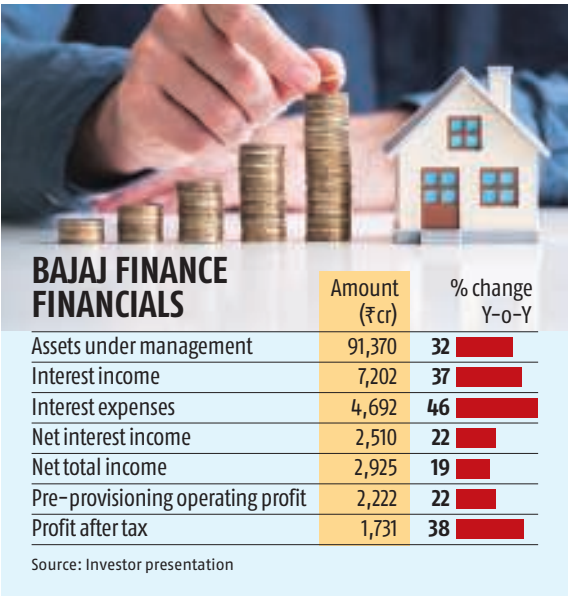 BAJAJ FINANCE
FINANCIALS
Amount
(₹cr)
% change
Y-o-Y
Assets under management 91,370 32
Interest income 7,202 37
Interest expenses 4,692 46
Net interest income 2,510 22
Net total income 2,925 19
Pre-provisioning operating profit 2,222 22
Profit after tax 1,731 38
Source: Investor presentation